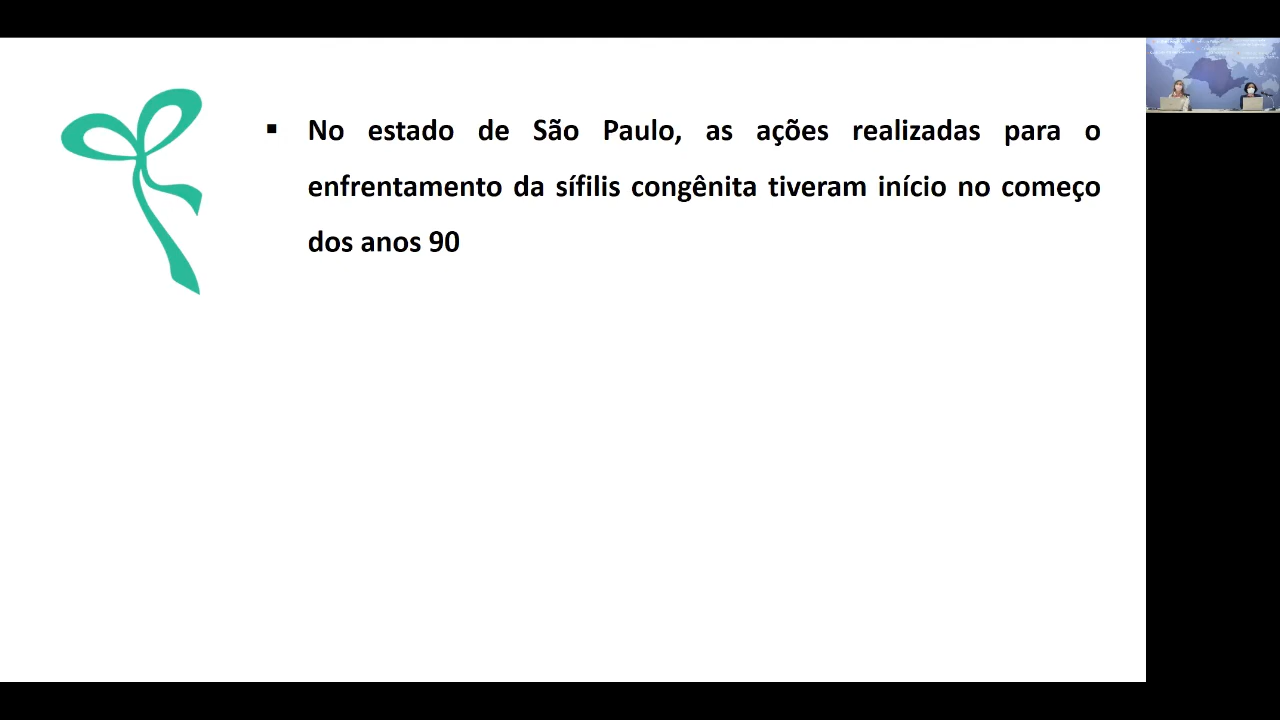 ▪ No estado de São Paulo, as ações realizadas para o
enfrentamento da sífilis congênita tiveram início no começo
dos anos 90